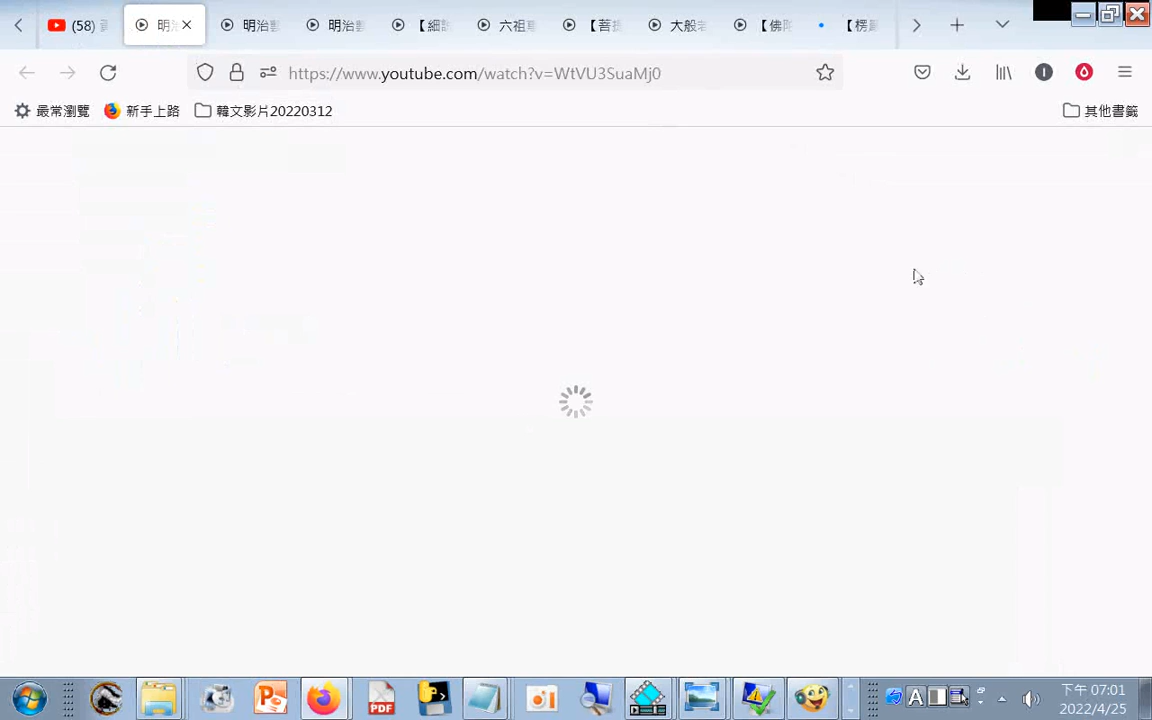 (58)
明治
明治
【細
六祖
【菩
大般
【佛
【楞
https://www.youtube.com/watch?v=WtVU3SuaMj0
最常瀏覽
新手上路
韓文影片20220312
其他書籤
PDF
A
下午 07:01
2022/4/25